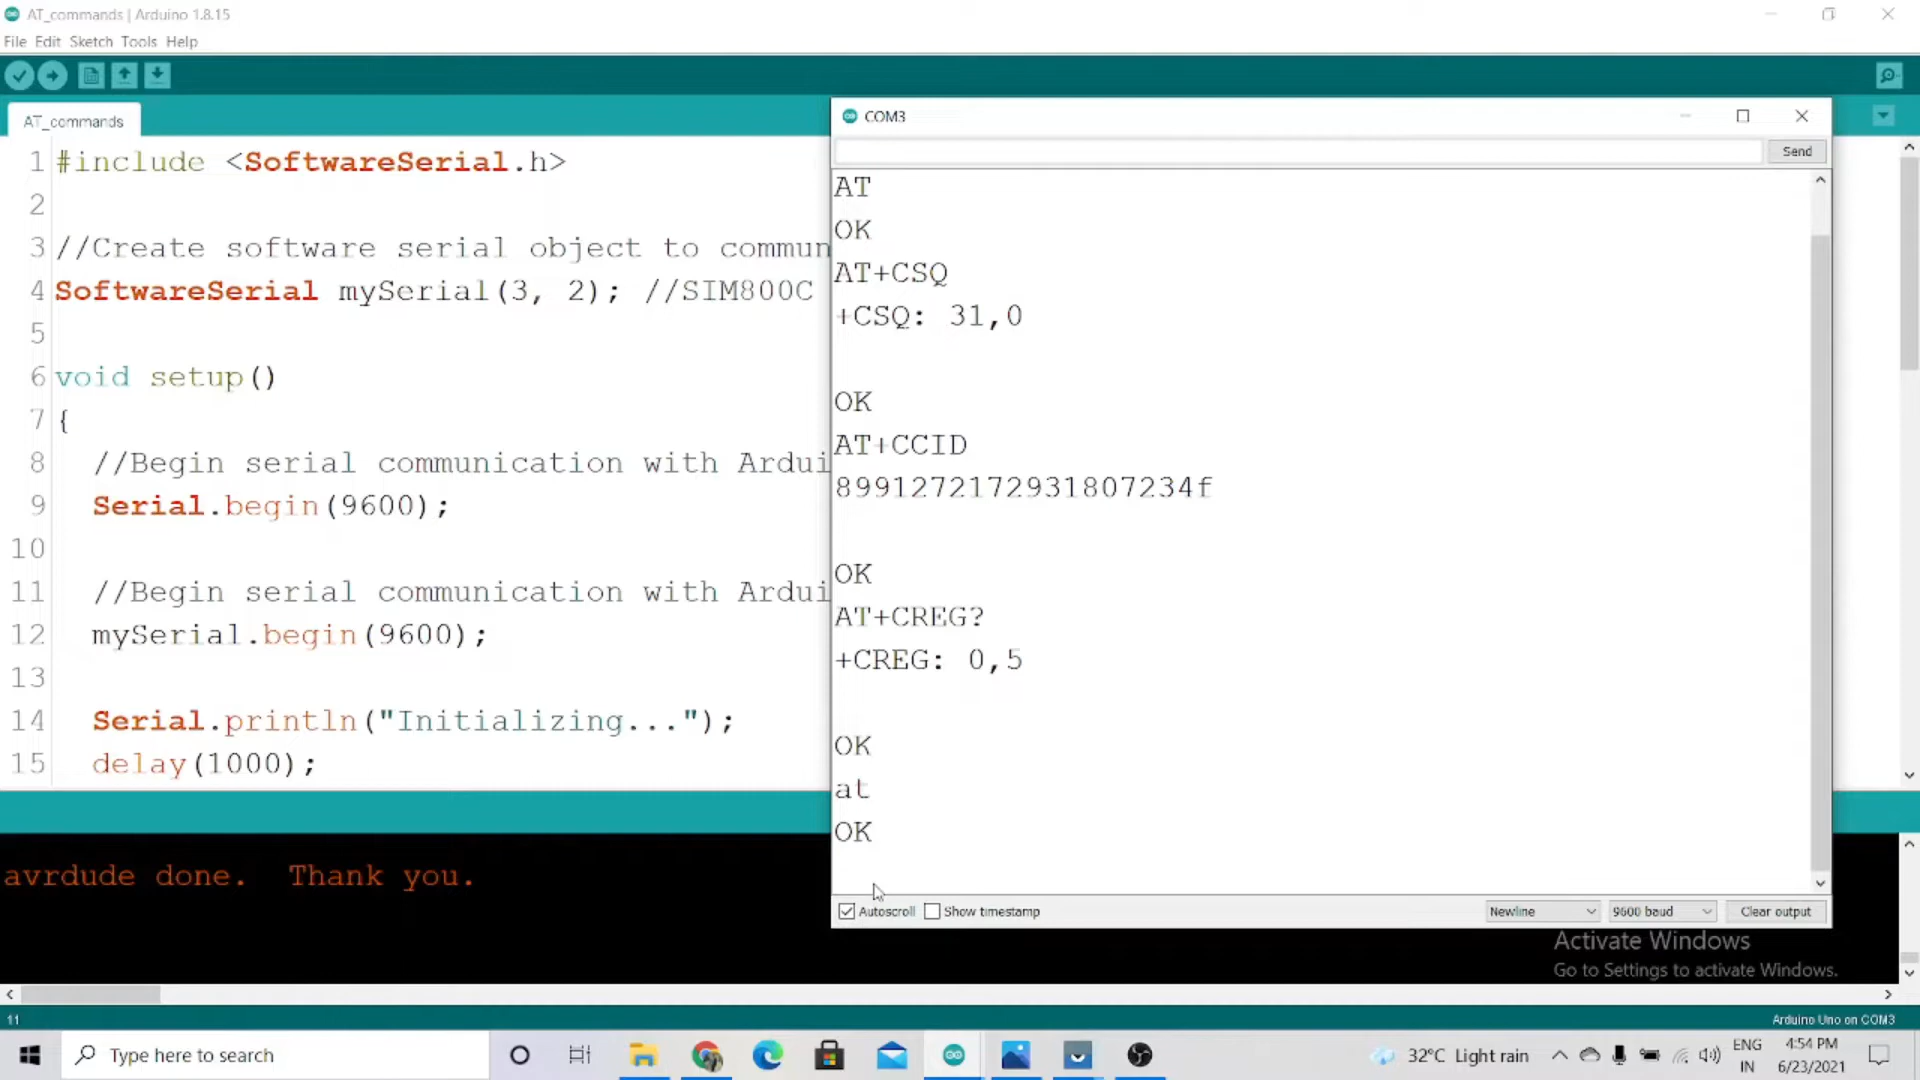 AT_commands | Arduino 1.8.15
File Edit Sketch Tools Help
AT_commands
1 #include <SoftwareSerial.h>
2
3 //Create software serial object to commun
4 SoftwareSerial mySerial(3, 2); //SIM800C
5
6 void setup()
7 {
8 //Begin serial communication with Ardui
9 Serial.begin(9600);
10
11 //Begin serial communication with Ardui
12 mySerial.begin(9600);
13
14 Serial.println("Initializing...");
15 delay(1000);
COM3
Send
AT
OK
AT+CSQ
+CSQ: 31,0
OK
AT+CCID
8991272172931807234f
OK
AT+CREG?
+CREG: 0,5
OK
at
OK
Autoscroll Show timestamp Newline 9600 baud Clear output
avrdude done. Thank you.
Activate Windows
Go to Settings to activate Windows.
11 Arduino Uno on COM3
Type here to search
32°C Light rain
ENG
IN
4:54 PM
6/23/2021